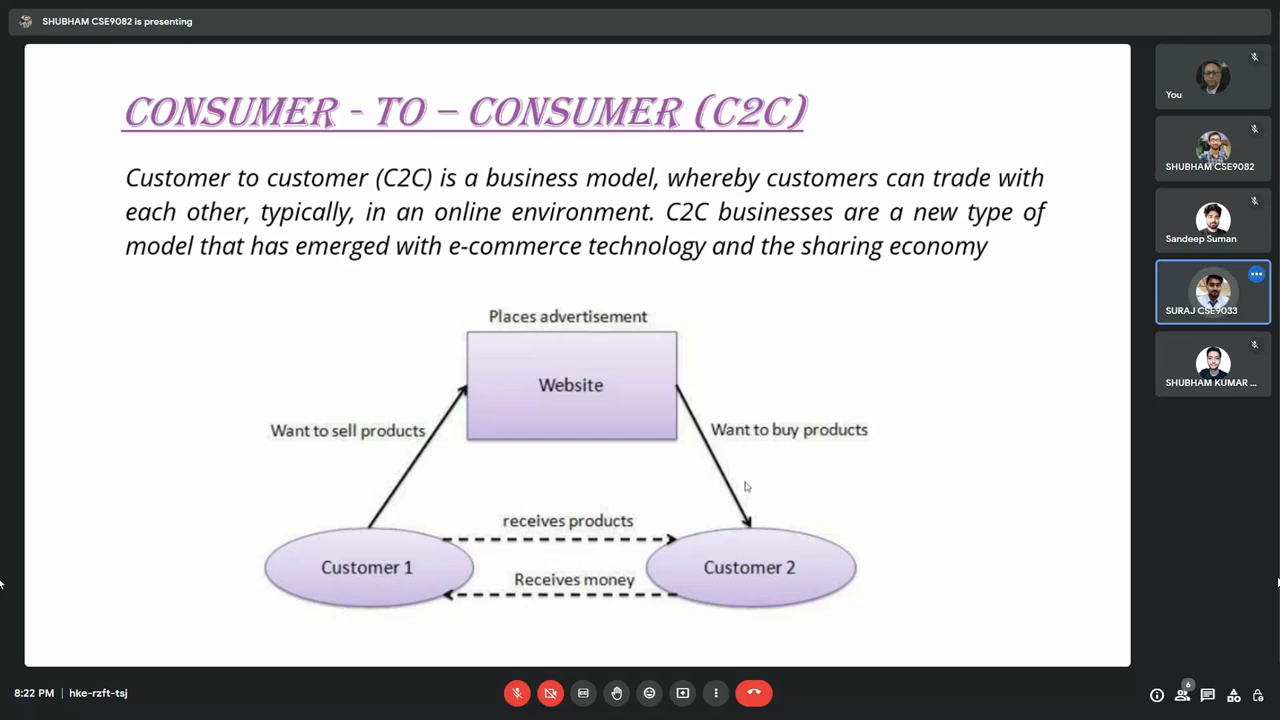 SHUBHAM CSE9082 is presenting
CONSUMER - TO – CONSUMER (C2C)
Customer to customer (C2C) is a business model, whereby customers can trade with
each other, typically, in an online environment. C2C businesses are a new type of
model that has emerged with e-commerce technology and the sharing economy
Places advertisement
Website
Want to sell products
Want to buy products
receives products
Customer 1
Customer 2
Receives money
You
SHUBHAM CSE9082
Sandeep Suman
SURAJ CSE9033
SHUBHAM KUMAR ...
8:22 PM | hke-rzft-tsj
6